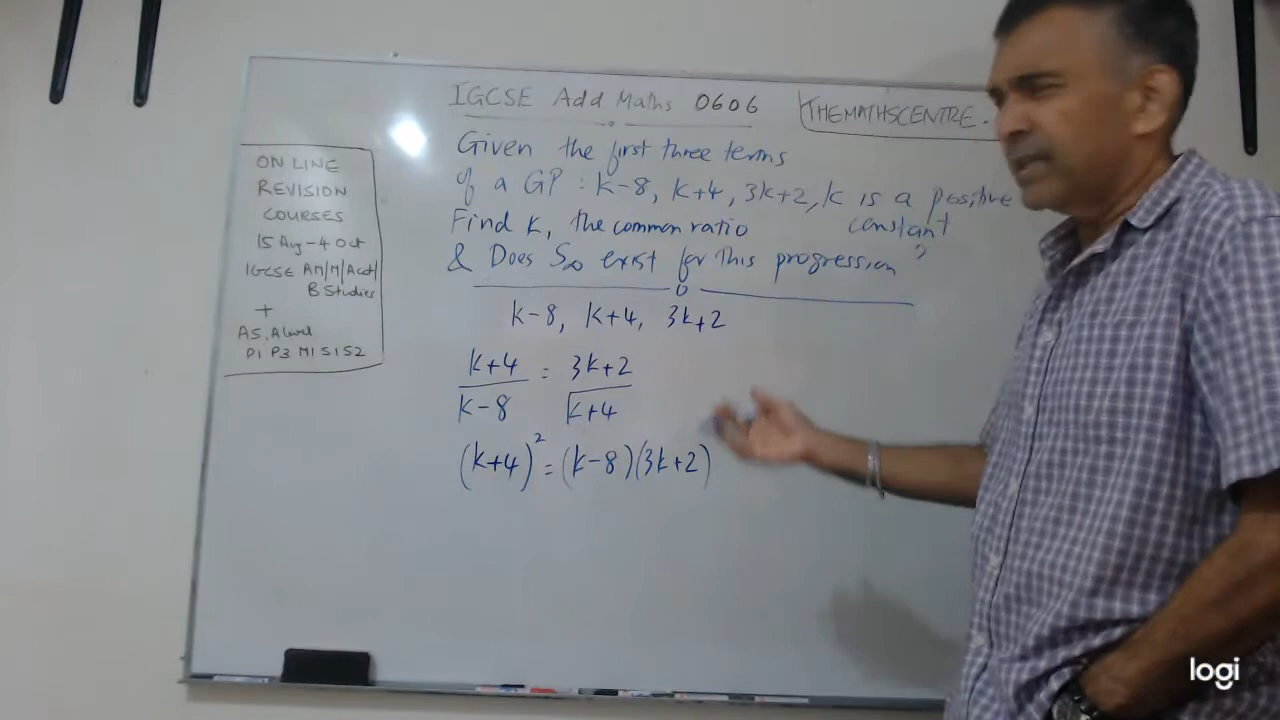 IGCSE Add Maths 0606
THEMATHSCENTRE.
Given the first three terms
of a GP : k-8, k+4, 3k+2, k is a positive
constant
Find k, the common ratio
& Does S∞ exist for this progression ?
k-8, k+4, 3k+2
k+4 = 3k+2
k-8 k+4
(k+4)² = (k-8)(3k+2)
ON LINE
REVISION
COURSES
15 Aug - 4 Oct
IGCSE AM/M/Acct/
B Studies
+
AS, A Level
P1 P3 M1 S1 S2
logi